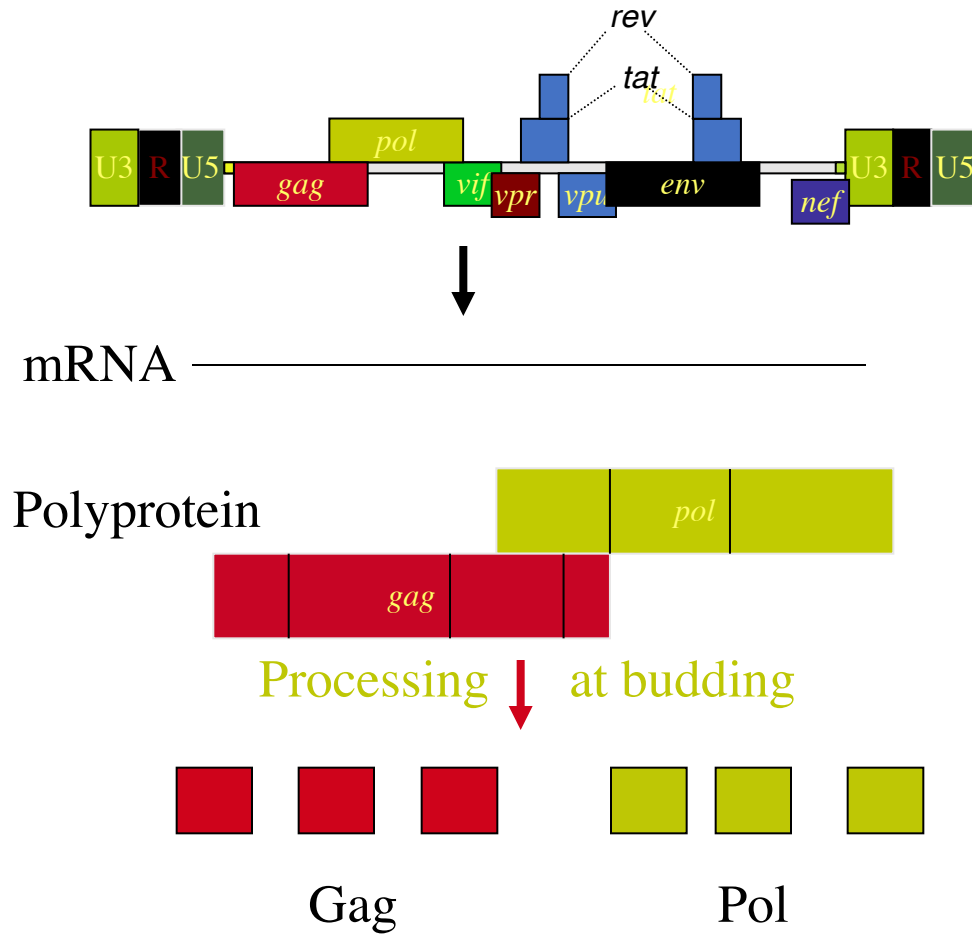 rev
tat
tat
pol
U3 R U5
U3 R U5
gag
vif
vpr
vpu
env
nef
mRNA
Polyprotein
pol
gag
Processing at budding
Gag Pol